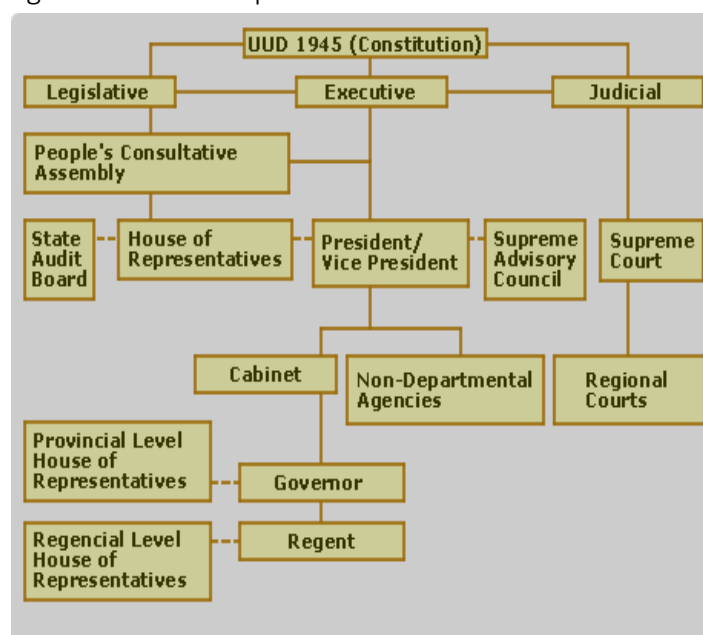 UUD 1945 (Constitution)
Legislative
Executive
Judicial
People's Consultative
Assembly
State
Audit
Board
House of
Representatives
President/
Vice President
Supreme
Advisory
Council
Supreme
Court
Cabinet
Non-Departmental
Agencies
Regional
Courts
Provincial Level
House of
Representatives
Governor
Regencial Level
House of
Representatives
Regent